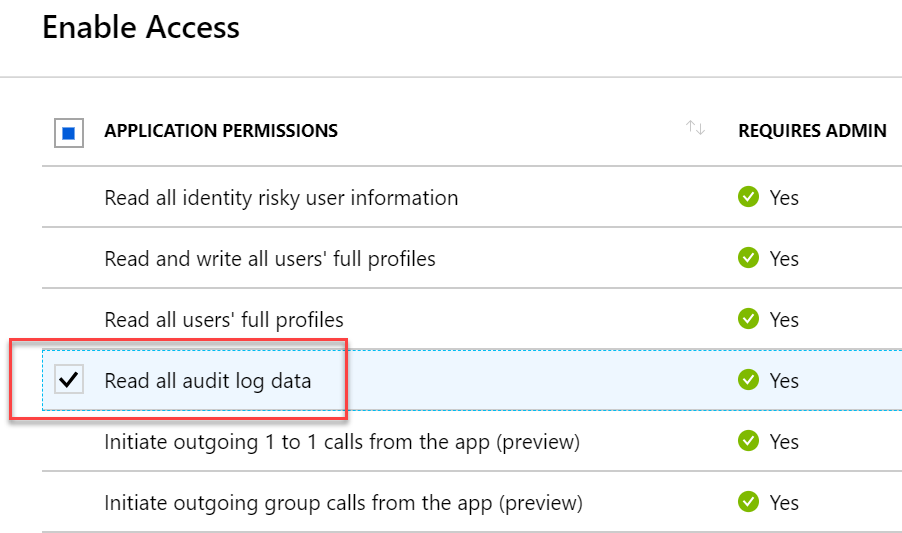 Enable Access
APPLICATION PERMISSIONS REQUIRES ADMIN
Read all identity risky user information Yes
Read and write all users' full profiles Yes
Read all users' full profiles Yes
Read all audit log data Yes
Initiate outgoing 1 to 1 calls from the app (preview) Yes
Initiate outgoing group calls from the app (preview) Yes